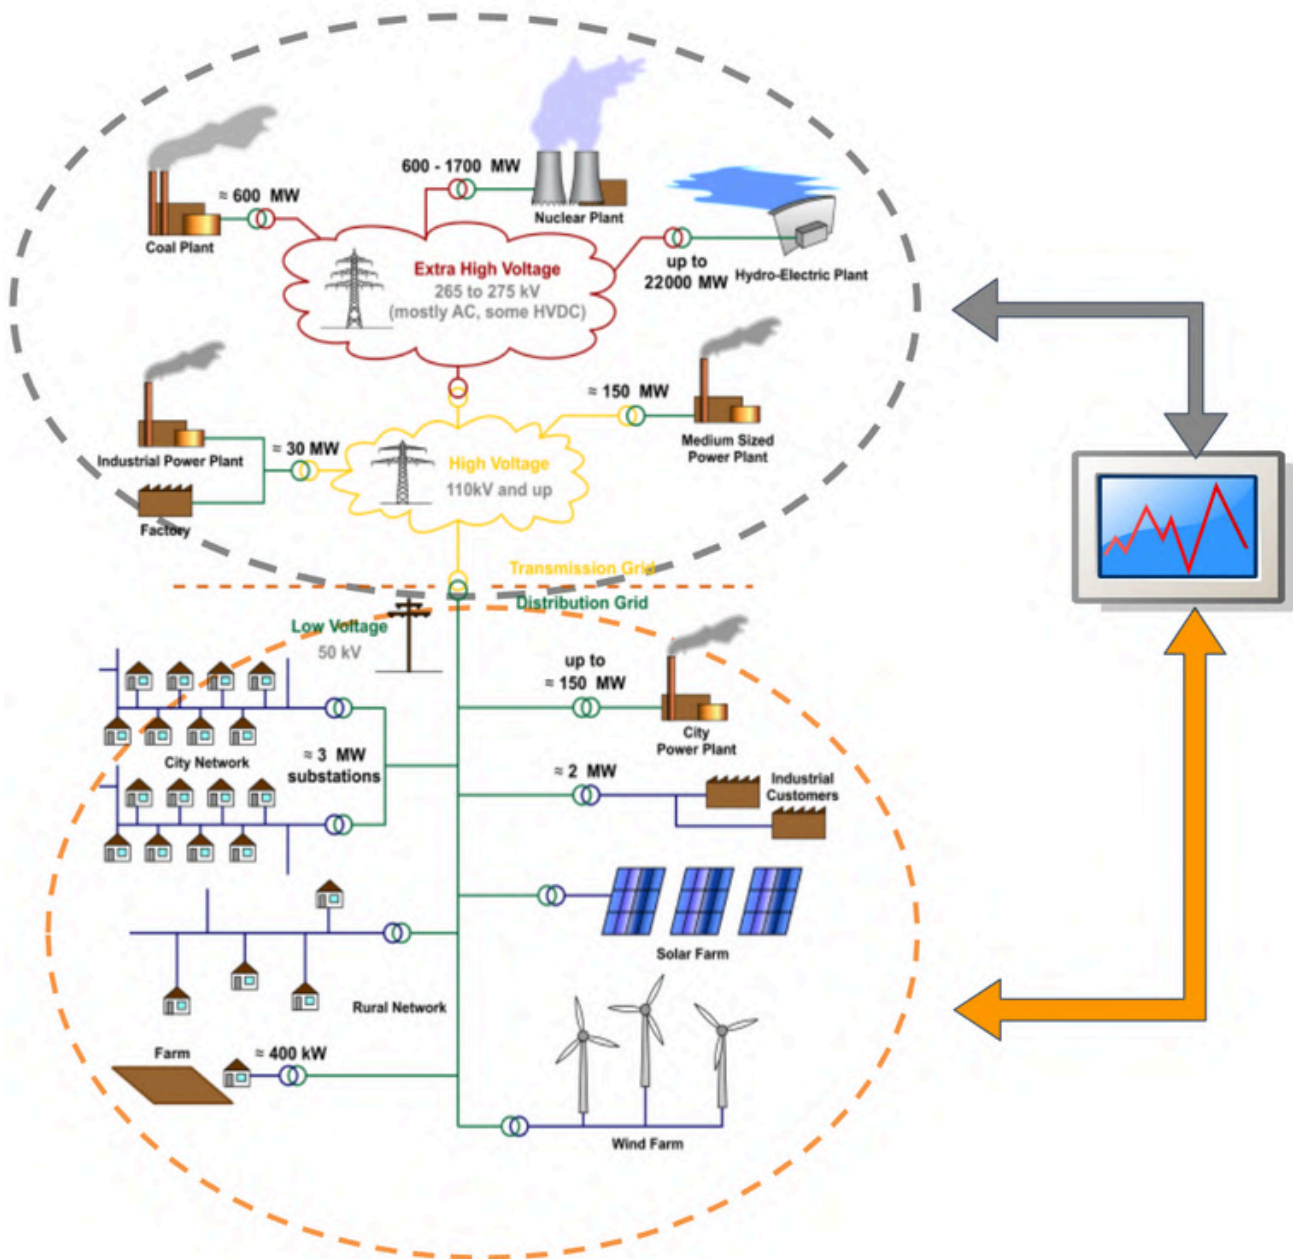 600 - 1700 MW
≈ 600 MW
Nuclear Plant
Coal Plant
up to
22000 MW
Hydro-Electric Plant
Extra High Voltage
265 to 275 kV
(mostly AC, some HVDC)
≈ 150 MW
Medium Sized
Power Plant
Industrial Power Plant
≈ 30 MW
Factory
High Voltage
110kV and up
Transmission Grid
Distribution Grid
Low Voltage
50 kV
up to
≈ 150 MW
City
Power Plant
City Network
≈ 3 MW
substations
≈ 2 MW
Industrial
Customers
Solar Farm
Rural Network
Farm
≈ 400 kW
Wind Farm